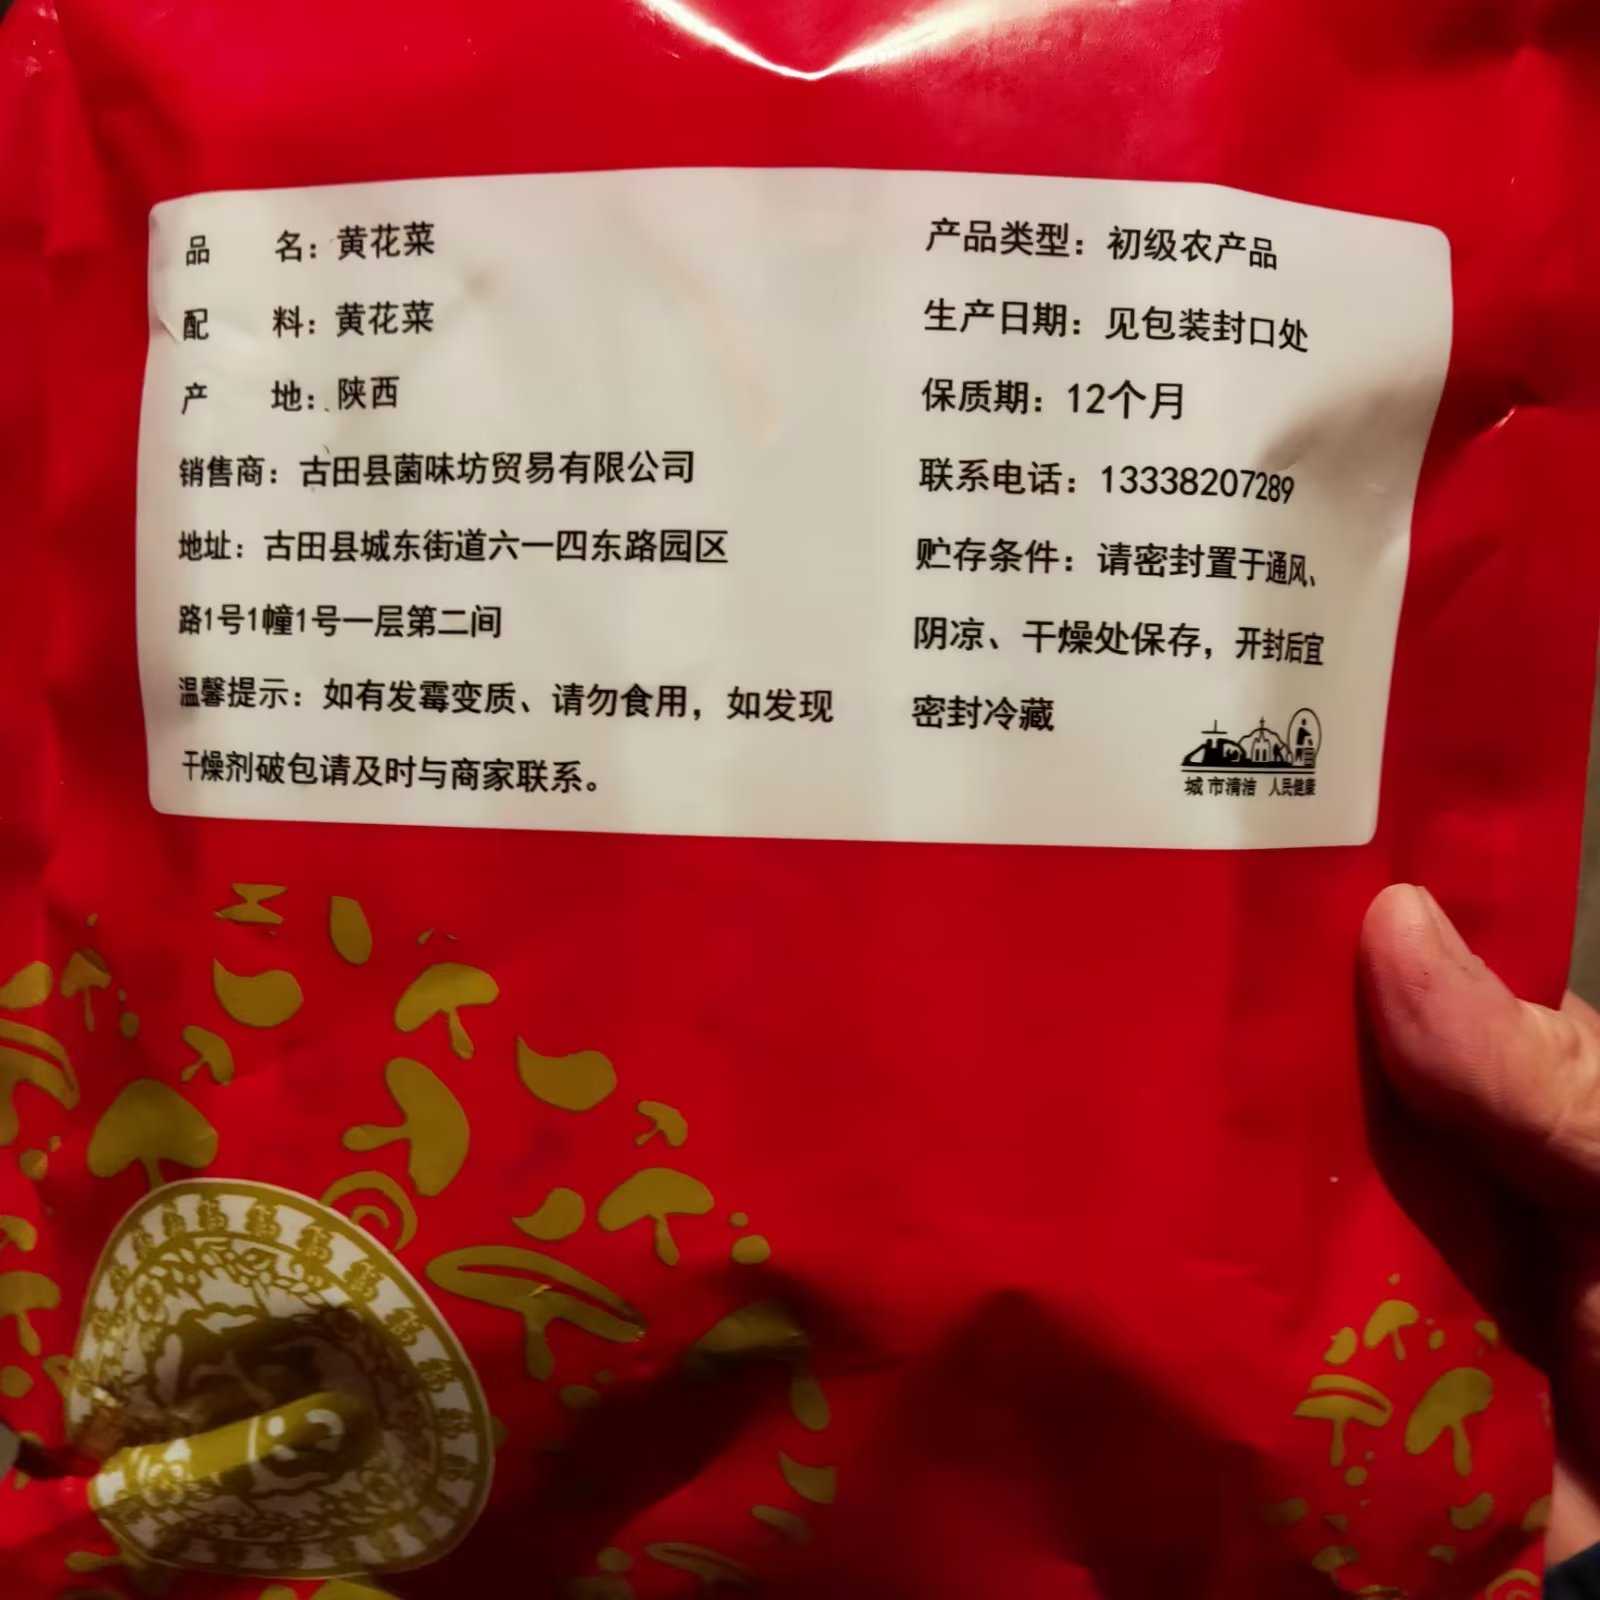 品 名：黄花菜
配 料：黄花菜
产 地：陕西
销售商：古田县菌味坊贸易有限公司
地址：古田县城东街道六一四东路园区
路1号1幢1号一层第二间
温馨提示：如有发霉变质、请勿食用，如发现
干燥剂破包请及时与商家联系。
产品类型：初级农产品
生产日期：见包装封口处
保质期：12个月
联系电话：13338207289
贮存条件：请密封置于通风、
阴凉、干燥处保存，开封后宜
密封冷藏
城市清洁 人民健康